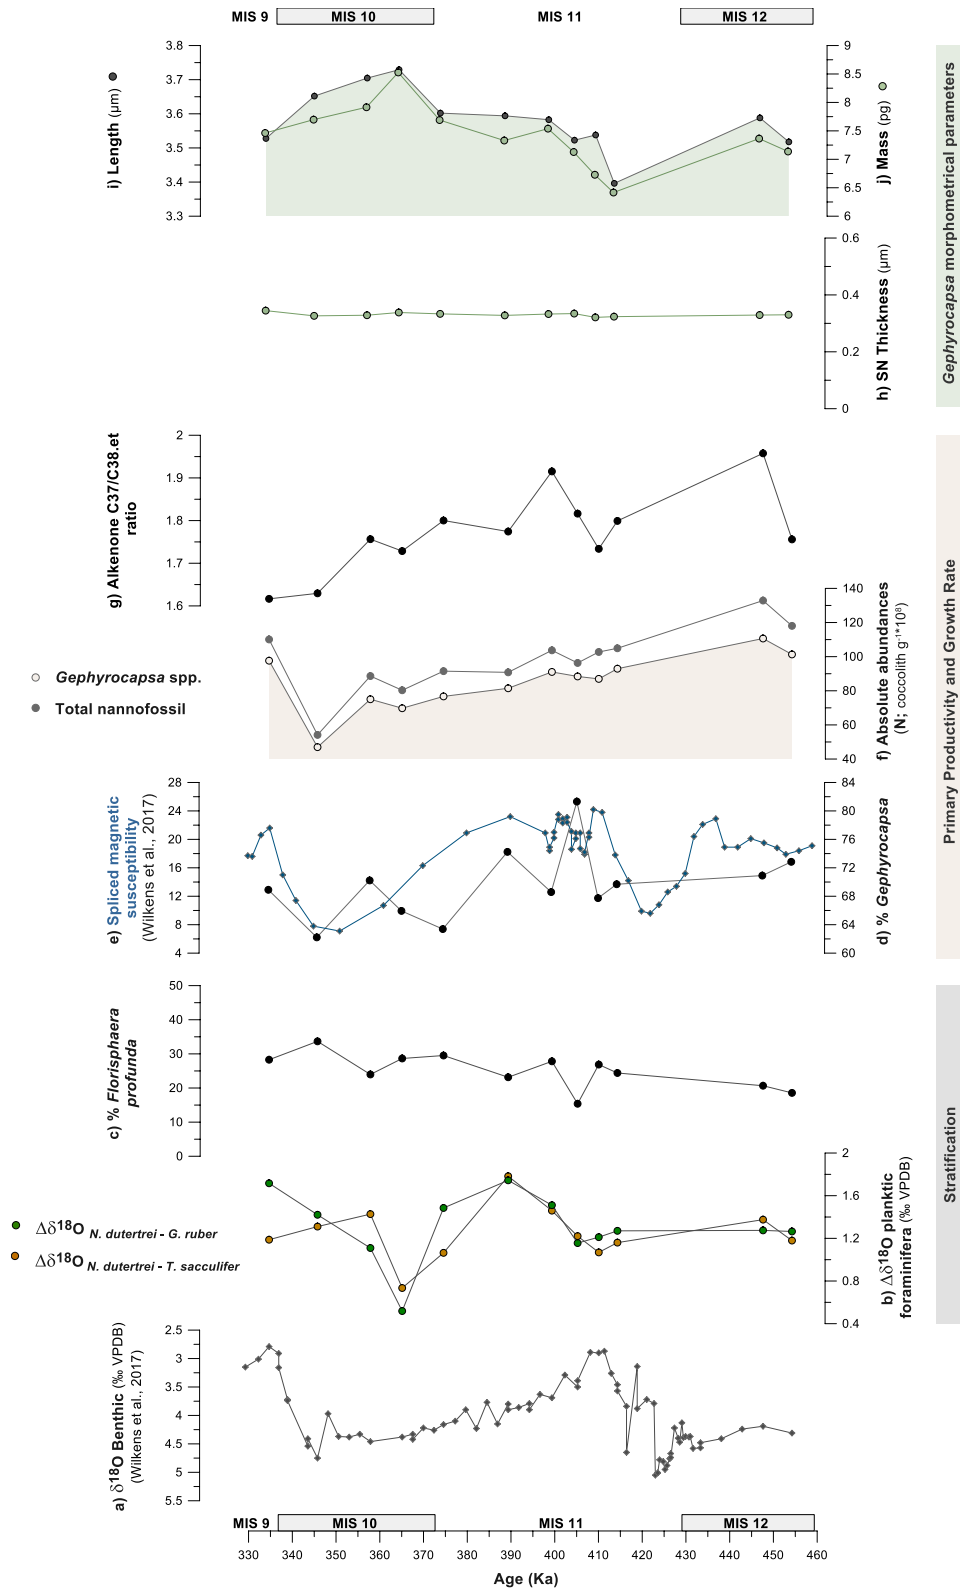 MIS 9 MIS 10 MIS 11 MIS 12
i) Length (µm)
3.8
3.7
3.6
3.5
3.4
3.3
9
8.5
8
7.5
7
6.5
6
j) Mass (pg)
Gephyrocapsa morphometrical parameters
0.6
0.4
0.2
0
h) SN Thickness (µm)
g) Alkenone C37/C38.et
ratio
2
1.9
1.8
1.7
1.6
140
120
100
80
60
40
f) Absolute abundances
(N; coccolith g⁻¹*10⁸)
Gephyrocapsa spp.
Total nannofossil
Primary Productivity and Growth Rate
e) Spliced magnetic
susceptibility
(Wilkens et al., 2017)
28
24
20
16
12
8
4
84
80
76
72
68
64
60
d) % Gephyrocapsa
c) % Florisphaera
profunda
50
40
30
20
10
0
Stratification
2
1.6
1.2
0.8
0.4
b) Δδ¹⁸O planktic
foraminifera (‰ VPDB)
Δδ¹⁸O N. dutertrei - G. ruber
Δδ¹⁸O N. dutertrei - T. sacculifer
a) δ¹⁸O Benthic (‰ VPDB)
(Wilkens et al., 2017)
2.5
3
3.5
4
4.5
5
5.5
MIS 9 MIS 10 MIS 11 MIS 12
330 340 350 360 370 380 390 400 410 420 430 440 450 460
Age (Ka)